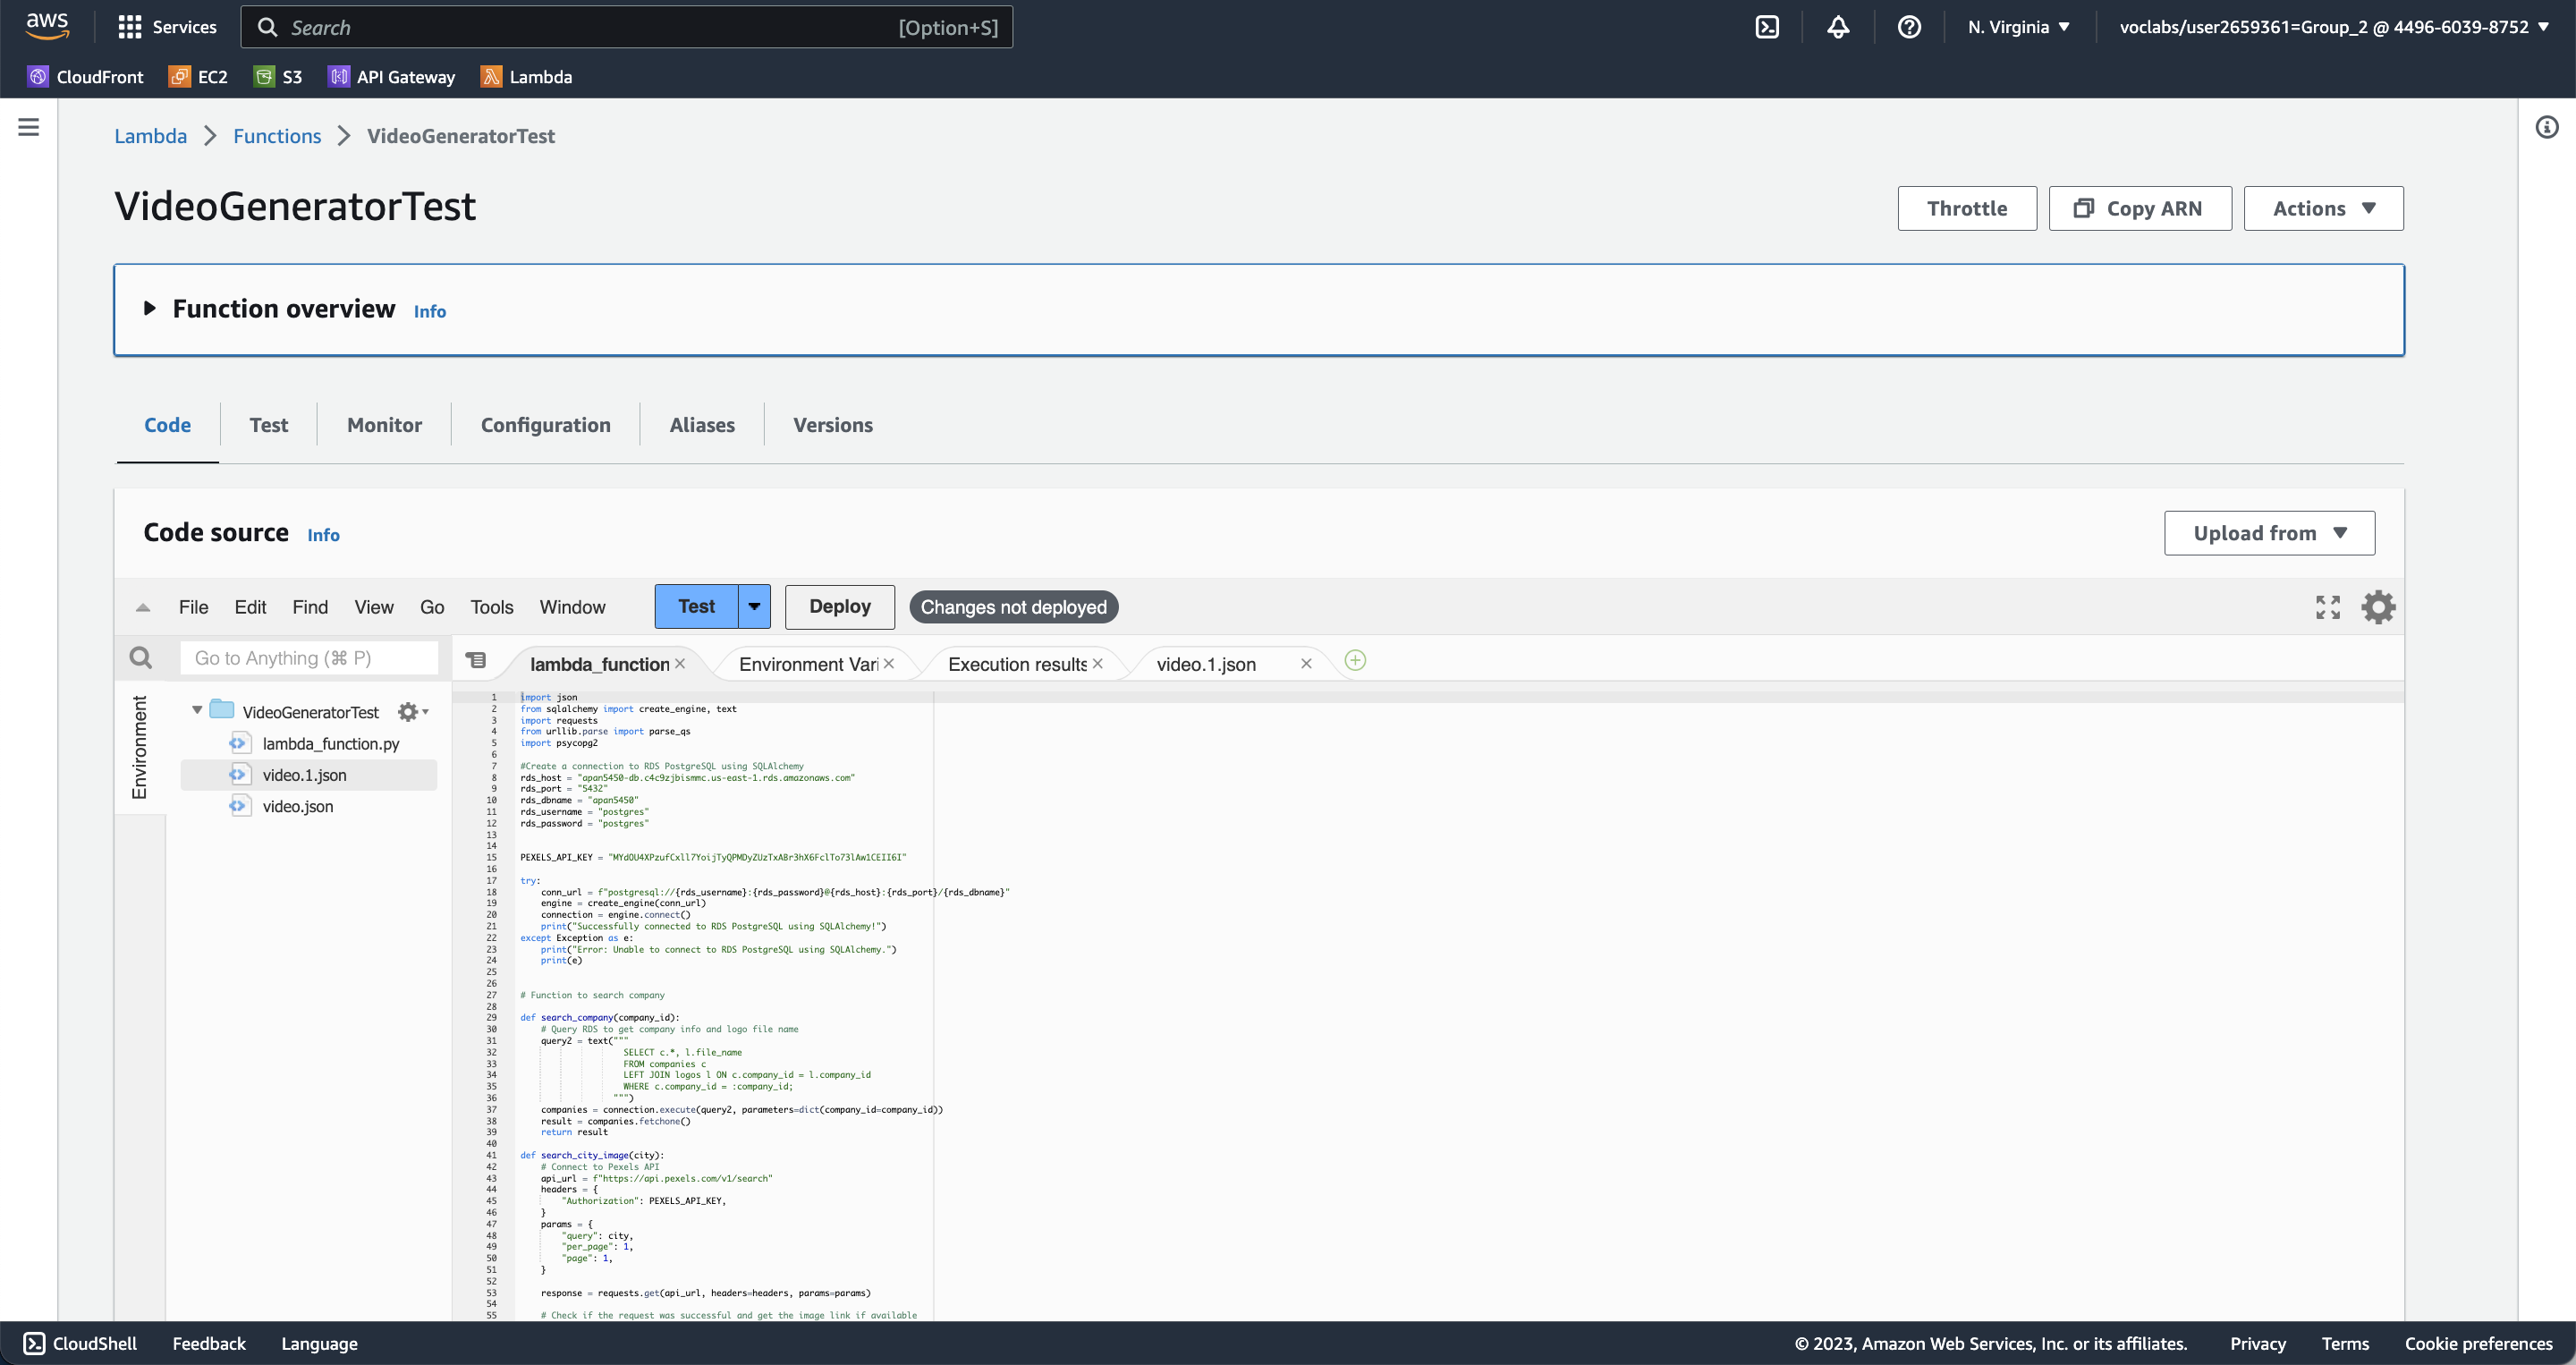 aws
Services
Search
[Option+S]
N. Virginia
voclabs/user2659361=Group_2 @ 4496-6039-8752
CloudFront
EC2
S3
API Gateway
Lambda
Lambda
Functions
VideoGeneratorTest
VideoGeneratorTest
Throttle
Copy ARN
Actions
Function overview
Info
Code
Test
Monitor
Configuration
Aliases
Versions
Code source
Info
Upload from
File
Edit
Find
View
Go
Tools
Window
Test
Deploy
Changes not deployed
Go to Anything (⌘ P)
lambda_function
Environment Vari
Execution results
video.1.json
Environment
VideoGeneratorTest
lambda_function.py
video.1.json
video.json
1 import json
2 from sqlalchemy import create_engine, text
3 import requests
4 from urllib.parse import parse_qs
5 import psycopg2
6
7 #Create a connection to RDS PostgreSQL using SQLAlchemy
8 rds_host = "apan5450-db.c4c9zjbismmc.us-east-1.rds.amazonaws.com"
9 rds_port = "5432"
10 rds_dbname = "apan5450"
11 rds_username = "postgres"
12 rds_password = "postgres"
13
14
15 PEXELS_API_KEY =
16
17 try:
18 conn_url = f"postgresql://{rds_username}:{rds_password}@{rds_host}:{rds_port}/{rds_dbname}"
19 engine = create_engine(conn_url)
20 connection = engine.connect()
21 print("Successfully connected to RDS PostgreSQL using SQLAlchemy!")
22 except Exception as e:
23 print("Error: Unable to connect to RDS PostgreSQL using SQLAlchemy.")
24 print(e)
25
26
27 # Function to search company
28
29 def search_company(company_id):
30 # Query RDS to get company info and logo file name
31 query2 = text("""
32 SELECT c.*, l.file_name
33 FROM companies c
34 LEFT JOIN logos l ON c.company_id = l.company_id
35 WHERE c.company_id = :company_id;
36 """)
37 companies = connection.execute(query2, parameters=dict(company_id=company_id))
38 result = companies.fetchone()
39 return result
40
41 def search_city_image(city):
42 # Connect to Pexels API
43 api_url = f"https://api.pexels.com/v1/search"
44 headers = {
45 "Authorization": PEXELS_API_KEY,
46 }
47 params = {
48 "query": city,
49 "per_page": 1,
50 "page": 1,
51 }
52
53 response = requests.get(api_url, headers=headers, params=params)
54
55 # Check if the request was successful and get the image link if available
CloudShell
Feedback
Language
© 2023, Amazon Web Services, Inc. or its affiliates.
Privacy
Terms
Cookie preferences